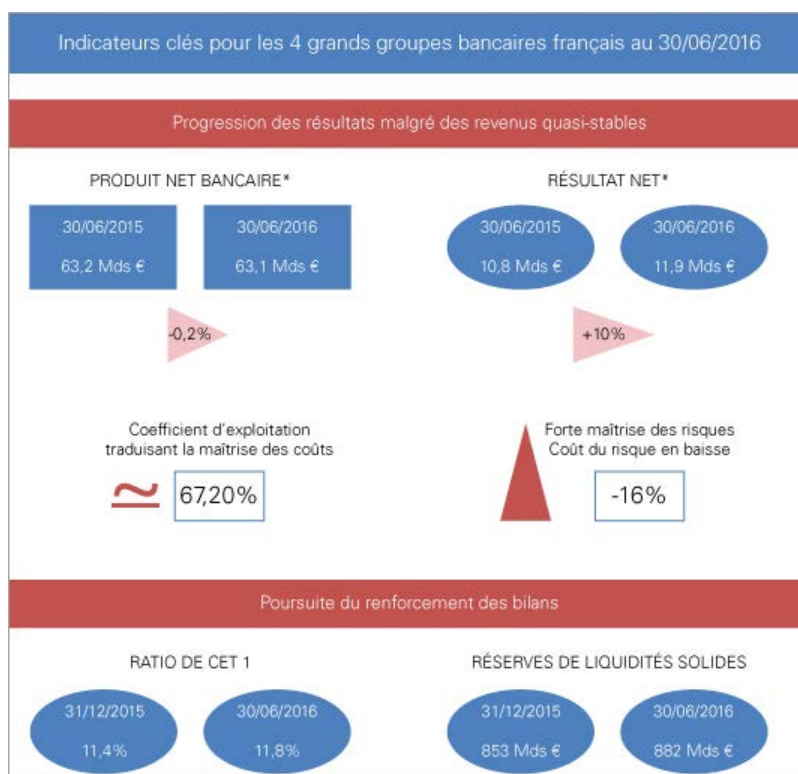 Indicateurs clés pour les 4 grands groupes bancaires français au 30/06/2016
Progression des résultats malgré des revenus quasi-stables
PRODUIT NET BANCAIRE*
30/06/2015
63,2 Mds €
30/06/2016
63,1 Mds €
-0,2%
RÉSULTAT NET*
30/06/2015
10,8 Mds €
30/06/2016
11,9 Mds €
+10%
Coefficient d'exploitation
traduisant la maîtrise des coûts
≃ 67,20%
Forte maîtrise des risques
Coût du risque en baisse
-16%
Poursuite du renforcement des bilans
RATIO DE CET 1
31/12/2015
11,4%
30/06/2016
11,8%
RÉSERVES DE LIQUIDITÉS SOLIDES
31/12/2015
853 Mds €
30/06/2016
882 Mds €